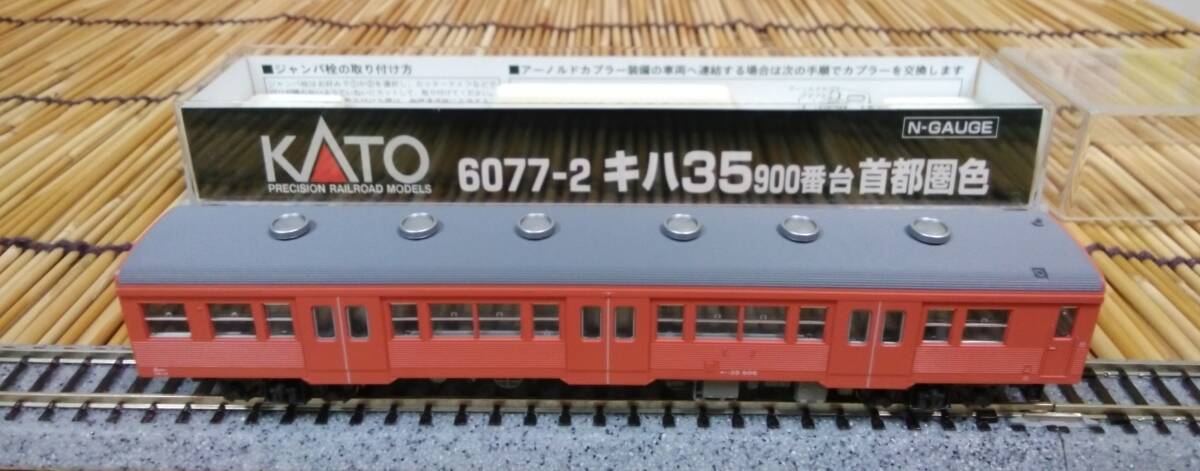 ■ジャンパ栓の取り付け方
■アーノルドカプラー装備の車両へ連結する場合は次の手順でカプラーを交換します
N-GAUGE
KATO
PRECISION RAILROAD MODELS
6077-2 キハ35 900番台 首都圏色